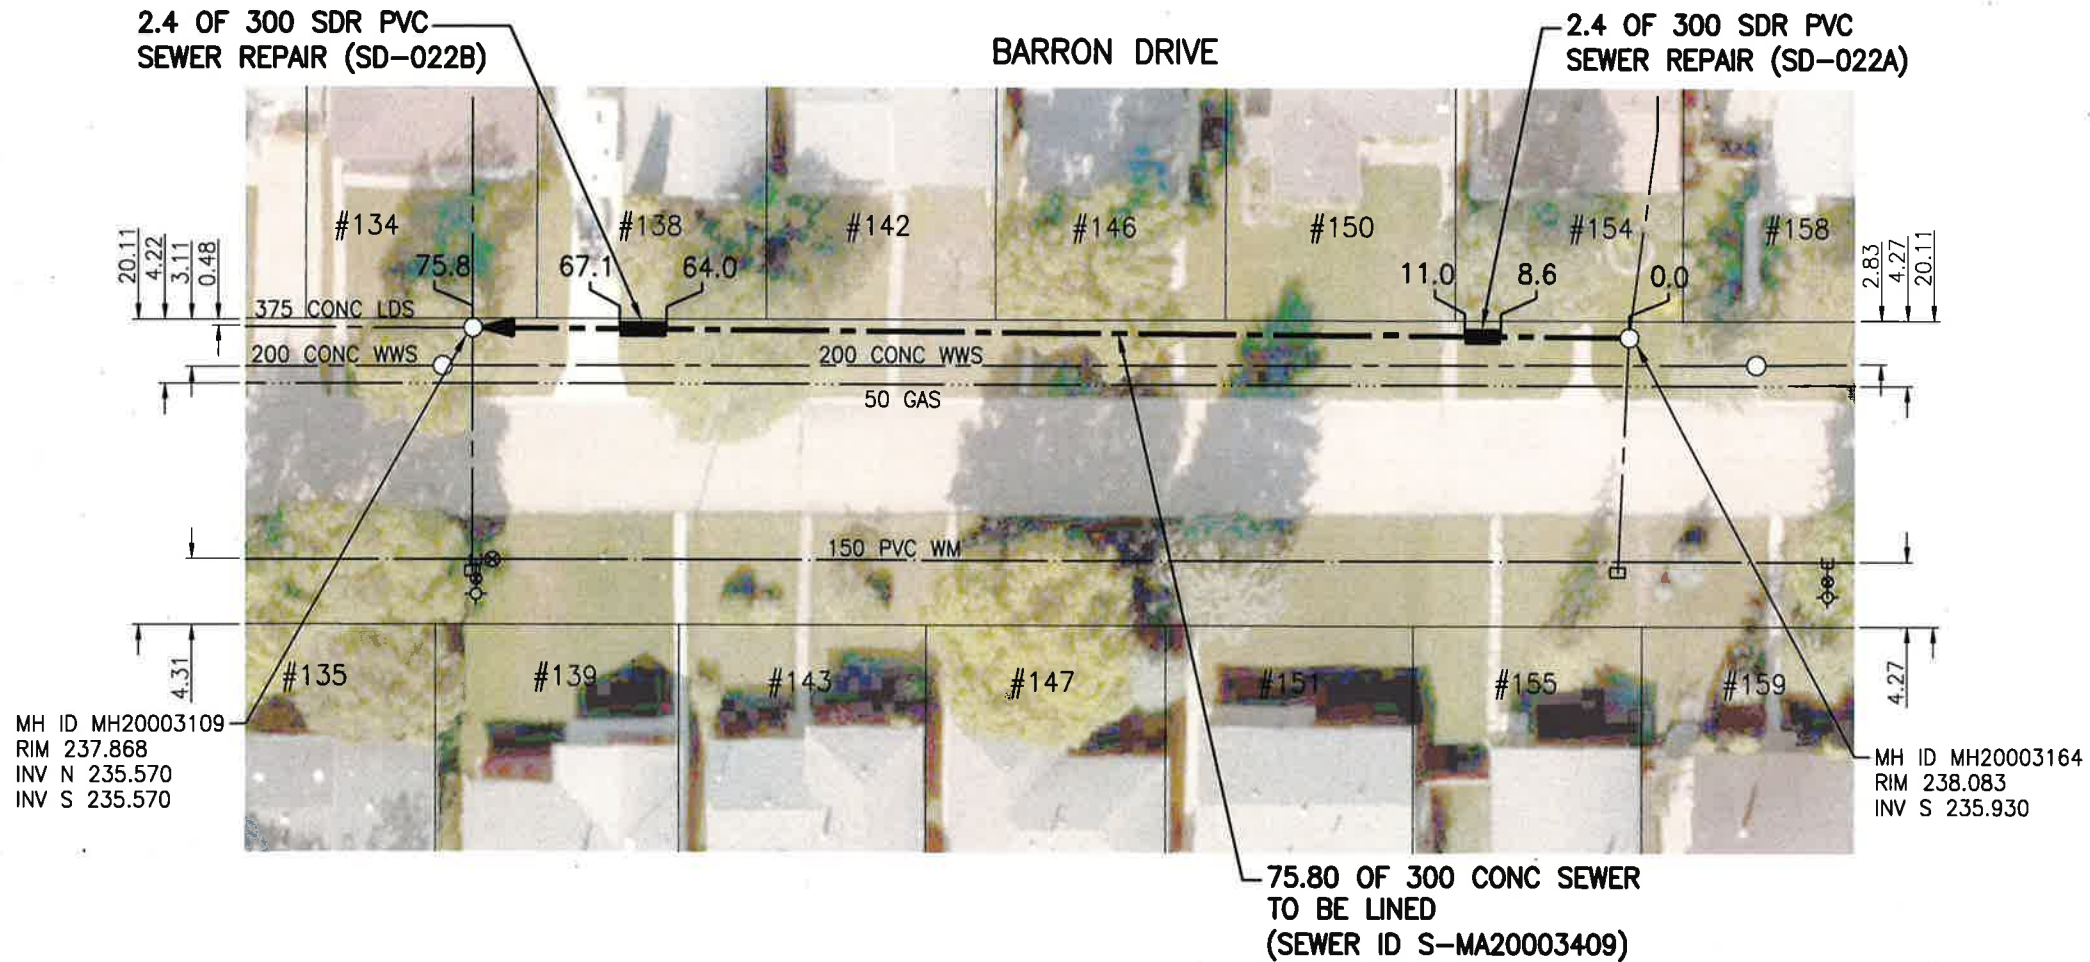 2.4 OF 300 SDR PVC
SEWER REPAIR (SD-022B)
BARRON DRIVE
2.4 OF 300 SDR PVC
SEWER REPAIR (SD-022A)
#134
#138
#142
#146
#150
#154
#158
20.11
4.22
3.11
0.48
75.8
67.1
64.0
11.0
8.6
0.0
2.83
4.27
20.11
375 CONC LDS
200 CONC WWS
200 CONC WWS
50 GAS
150 PVC WM
4.31
#135
#139
#143
#147
#151
#155
#159
4.27
MH ID MH20003109
RIM 237.868
INV N 235.570
INV S 235.570
MH ID MH20003164
RIM 238.083
INV S 235.930
75.80 OF 300 CONC SEWER
TO BE LINED
(SEWER ID S-MA20003409)